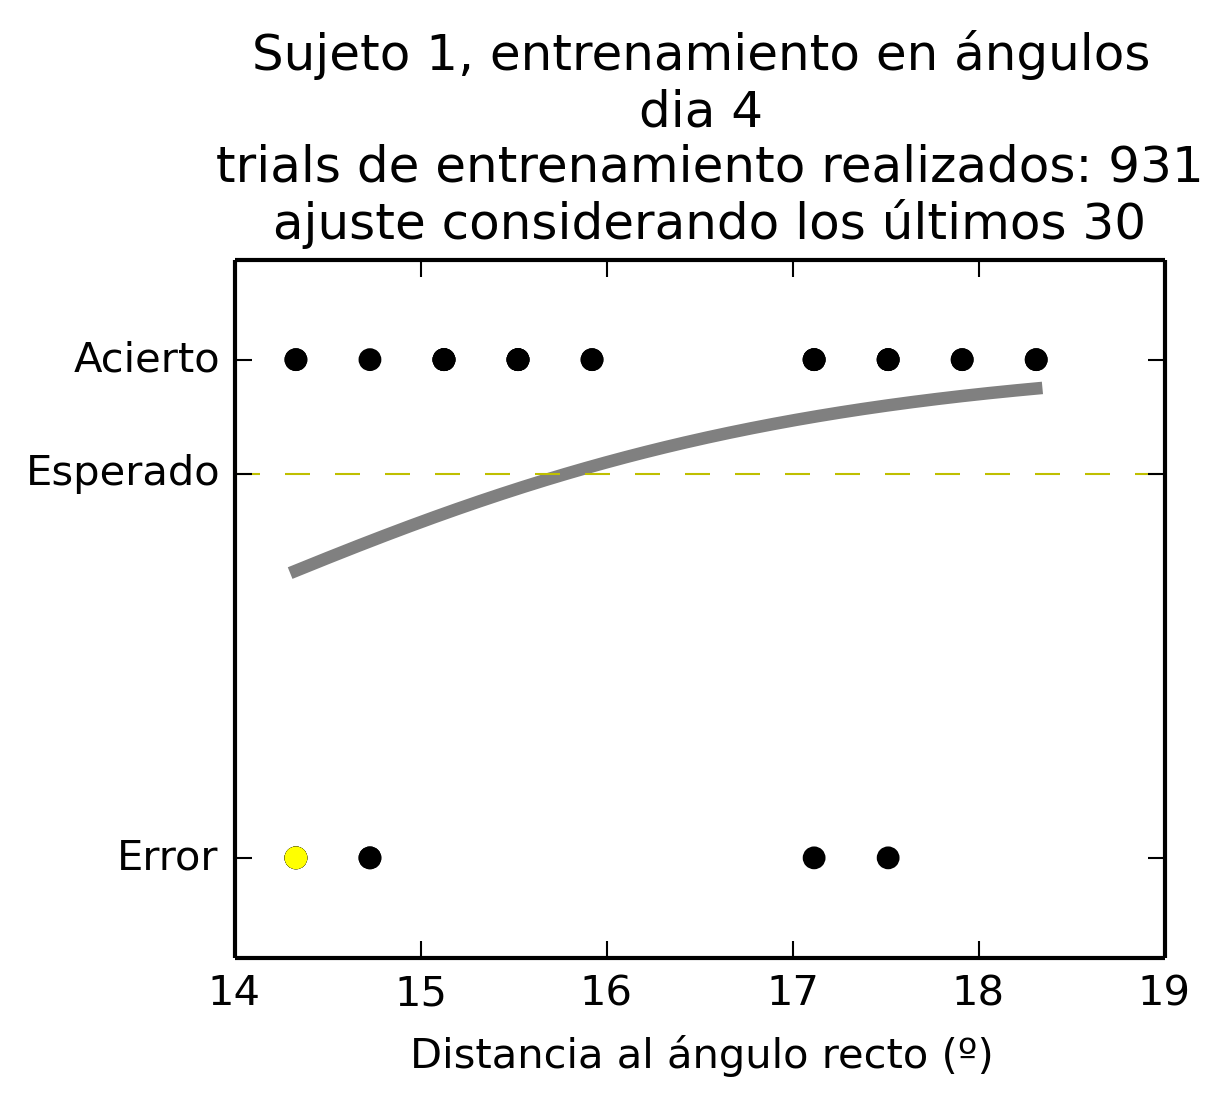 Sujeto 1, entrenamiento en ángulos
dia 4
trials de entrenamiento realizados: 931
ajuste considerando los últimos 30
Acierto
Esperado
Error
14 15 16 17 18 19
Distancia al ángulo recto (º)